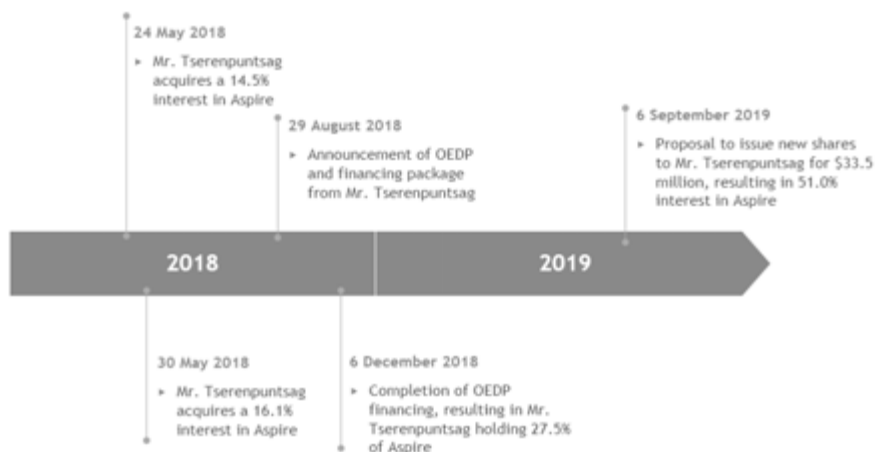 24 May 2018
▸ Mr. Tserenpuntsag
acquires a 14.5%
interest in Aspire
29 August 2018
▸ Announcement of OEDP
and financing package
from Mr. Tserenpuntsag
6 September 2019
▸ Proposal to issue new shares
to Mr. Tserenpuntsag for $33.5
million, resulting in 51.0%
interest in Aspire
2018
2019
30 May 2018
▸ Mr. Tserenpuntsag
acquires a 16.1%
interest in Aspire
6 December 2018
▸ Completion of OEDP
financing, resulting in Mr.
Tserenpuntsag holding 27.5%
of Aspire